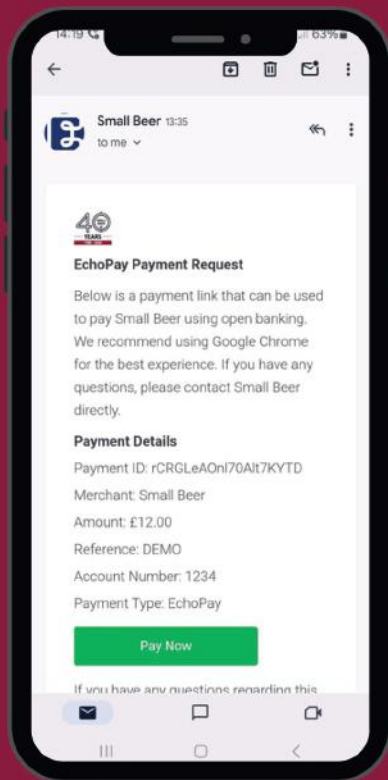 14:19
63%
Small Beer 13:35
to me
40
YEARS
EchoPay Payment Request
Below is a payment link that can be used
to pay Small Beer using open banking.
We recommend using Google Chrome
for the best experience. If you have any
questions, please contact Small Beer
directly.
Payment Details
Payment ID: rCRGLeAOnl70Alt7KYTD
Merchant: Small Beer
Amount: £12.00
Reference: DEMO
Account Number: 1234
Payment Type: EchoPay
Pay Now
If you have any questions regarding this